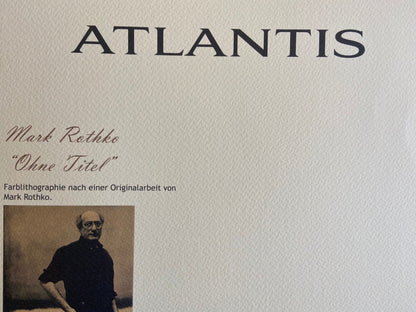 ATLANTIS
Mark Rothko
"Ohne Titel"
Farblithographie nach einer Originalarbeit von
Mark Rothko.